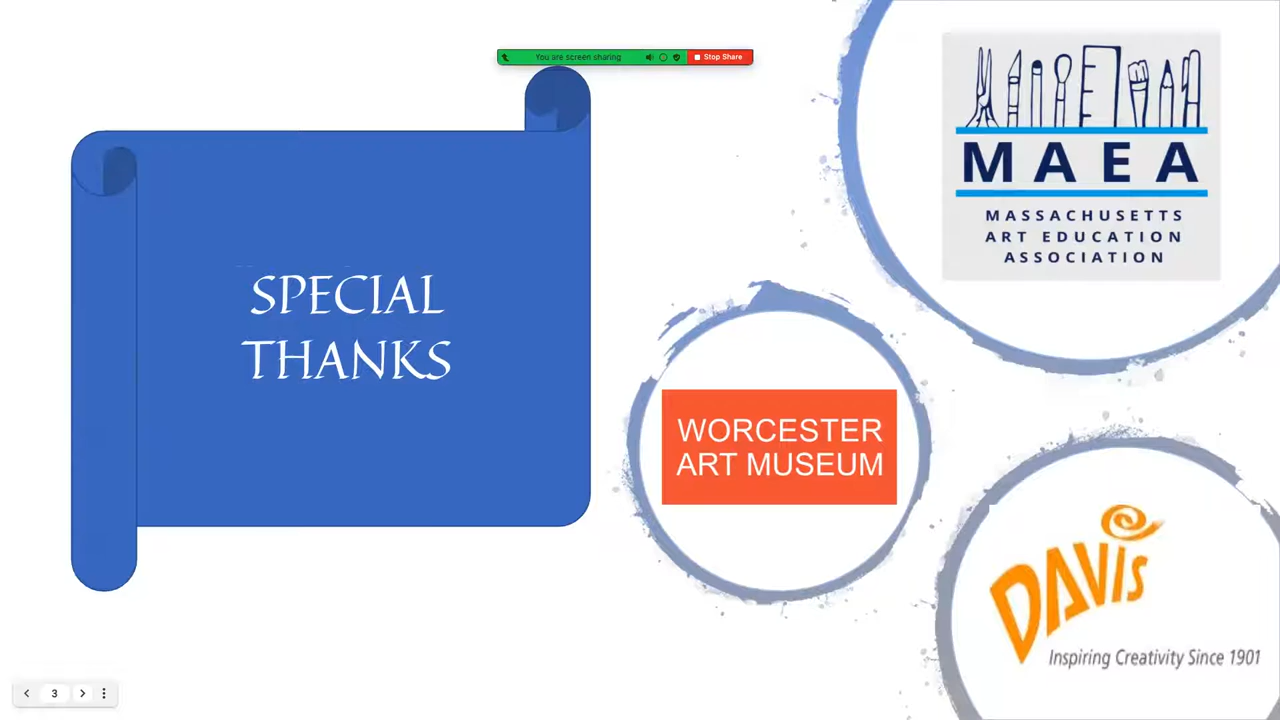 You are screen sharing
Stop Share
SPECIAL
THANKS
MAEA
MASSACHUSETTS
ART EDUCATION
ASSOCIATION
WORCESTER
ART MUSEUM
DAVIS
Inspiring Creativity Since 1901
3